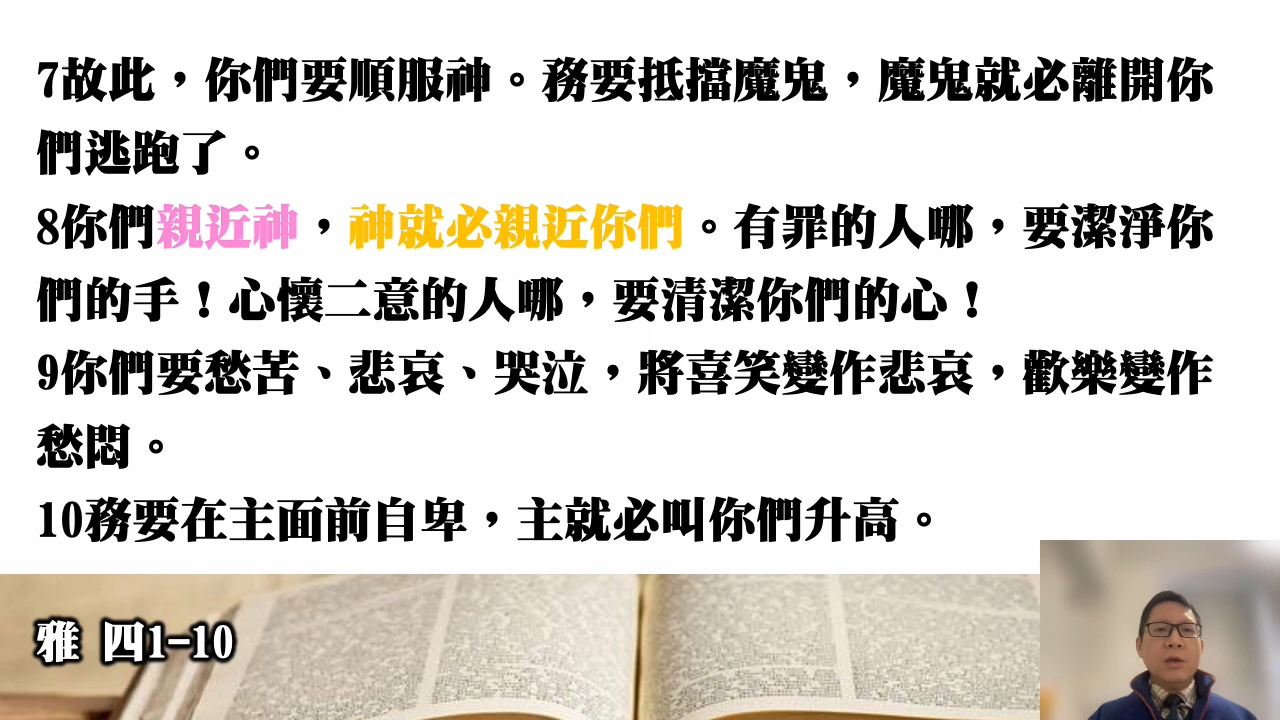 7故此，你們要順服神。務要抵擋魔鬼，魔鬼就必離開你
們逃跑了。
8你們親近神，神就必親近你們。有罪的人哪，要潔淨你
們的手！心懷二意的人哪，要清潔你們的心！
9你們要愁苦、悲哀、哭泣，將喜笑變作悲哀，歡樂變作
愁悶。
10務要在主面前自卑，主就必叫你們升高。
雅 四1-10